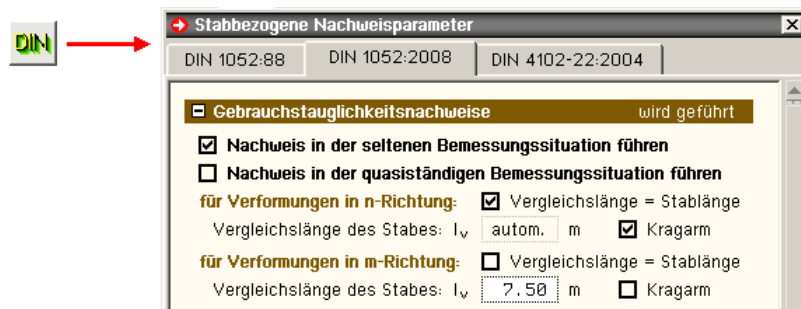 DIN
Stabbezogene Nachweisparameter
DIN 1052:88 DIN 1052:2008 DIN 4102-22:2004
Gebrauchstauglichkeitsnachweise wird geführt
Nachweis in der seltenen Bemessungssituation führen
Nachweis in der quasiständigen Bemessungssituation führen
für Verformungen in n-Richtung: Vergleichslänge = Stablänge
Vergleichslänge des Stabes: lv autom. m Kragarm
für Verformungen in m-Richtung: Vergleichslänge = Stablänge
Vergleichslänge des Stabes: lv 7.50 m Kragarm